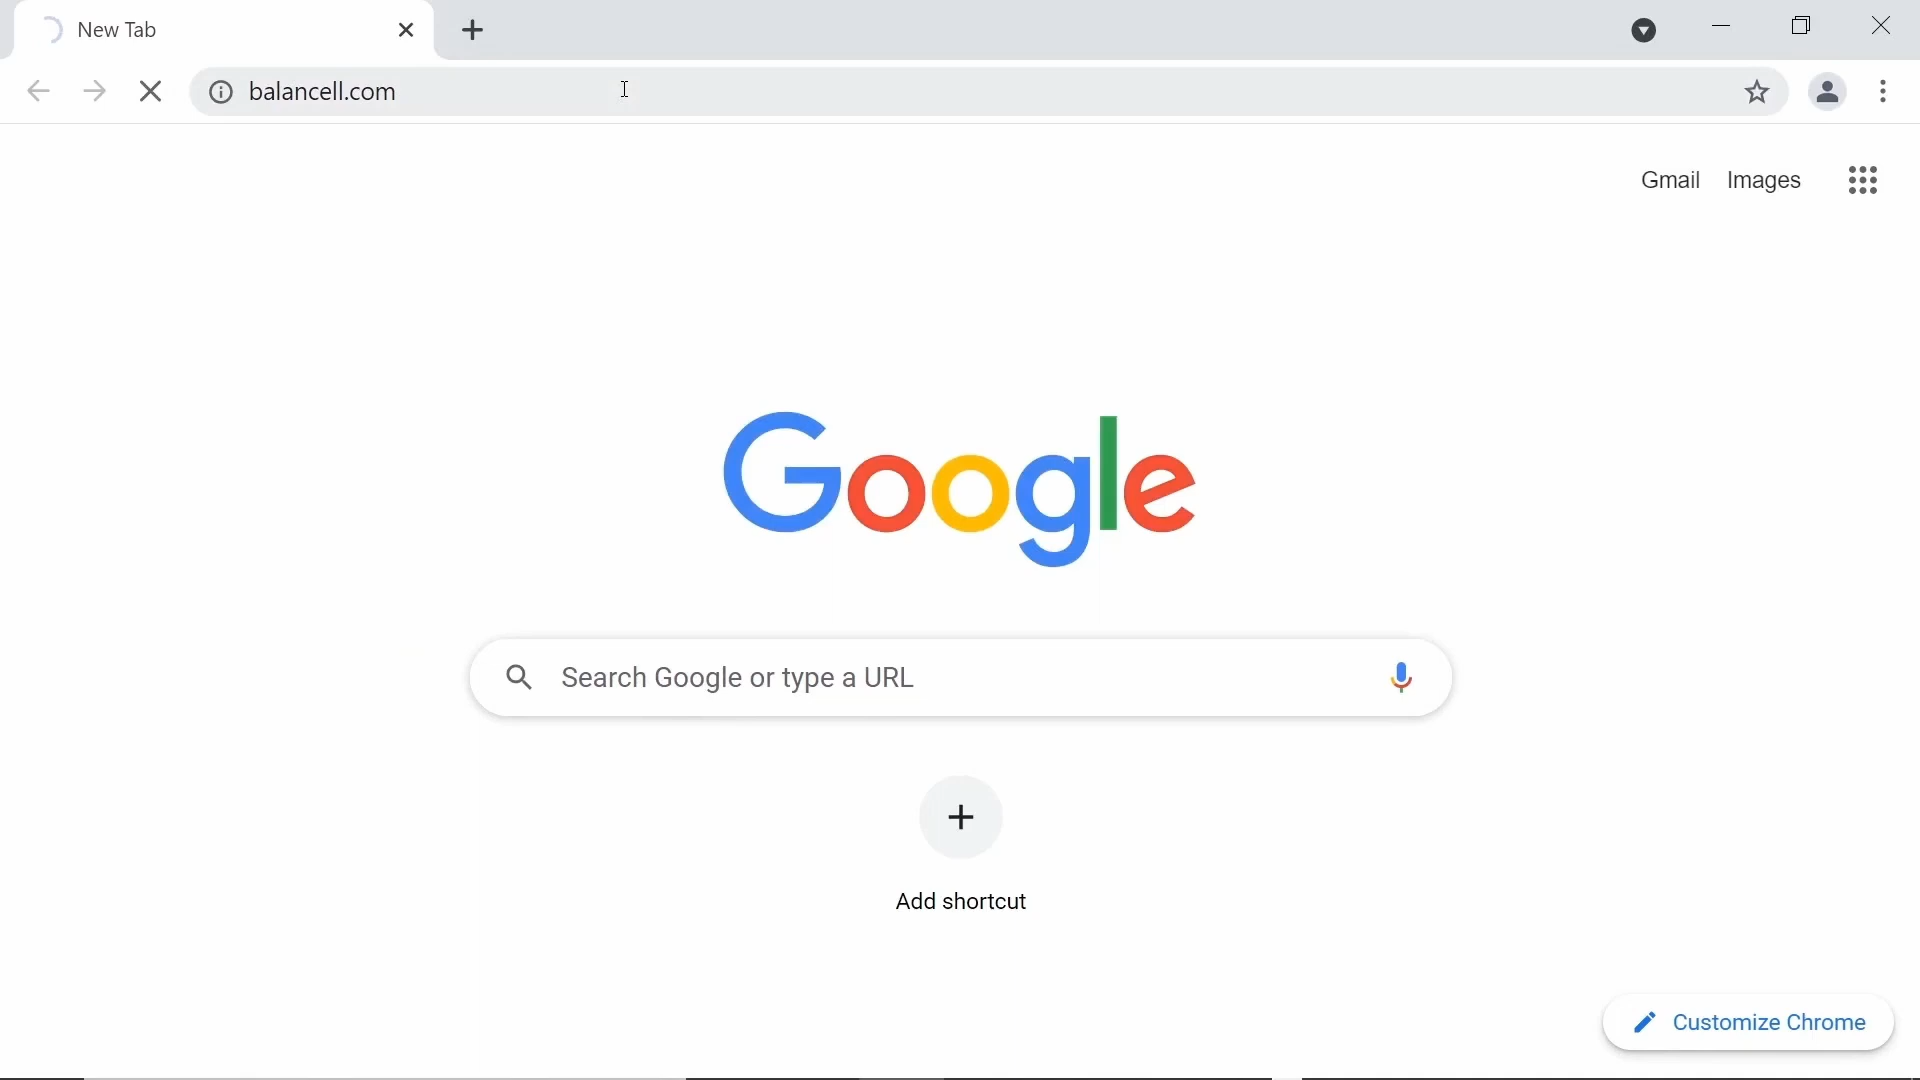 New Tab
balancell.com
Gmail Images
Google
Search Google or type a URL
Add shortcut
Customize Chrome